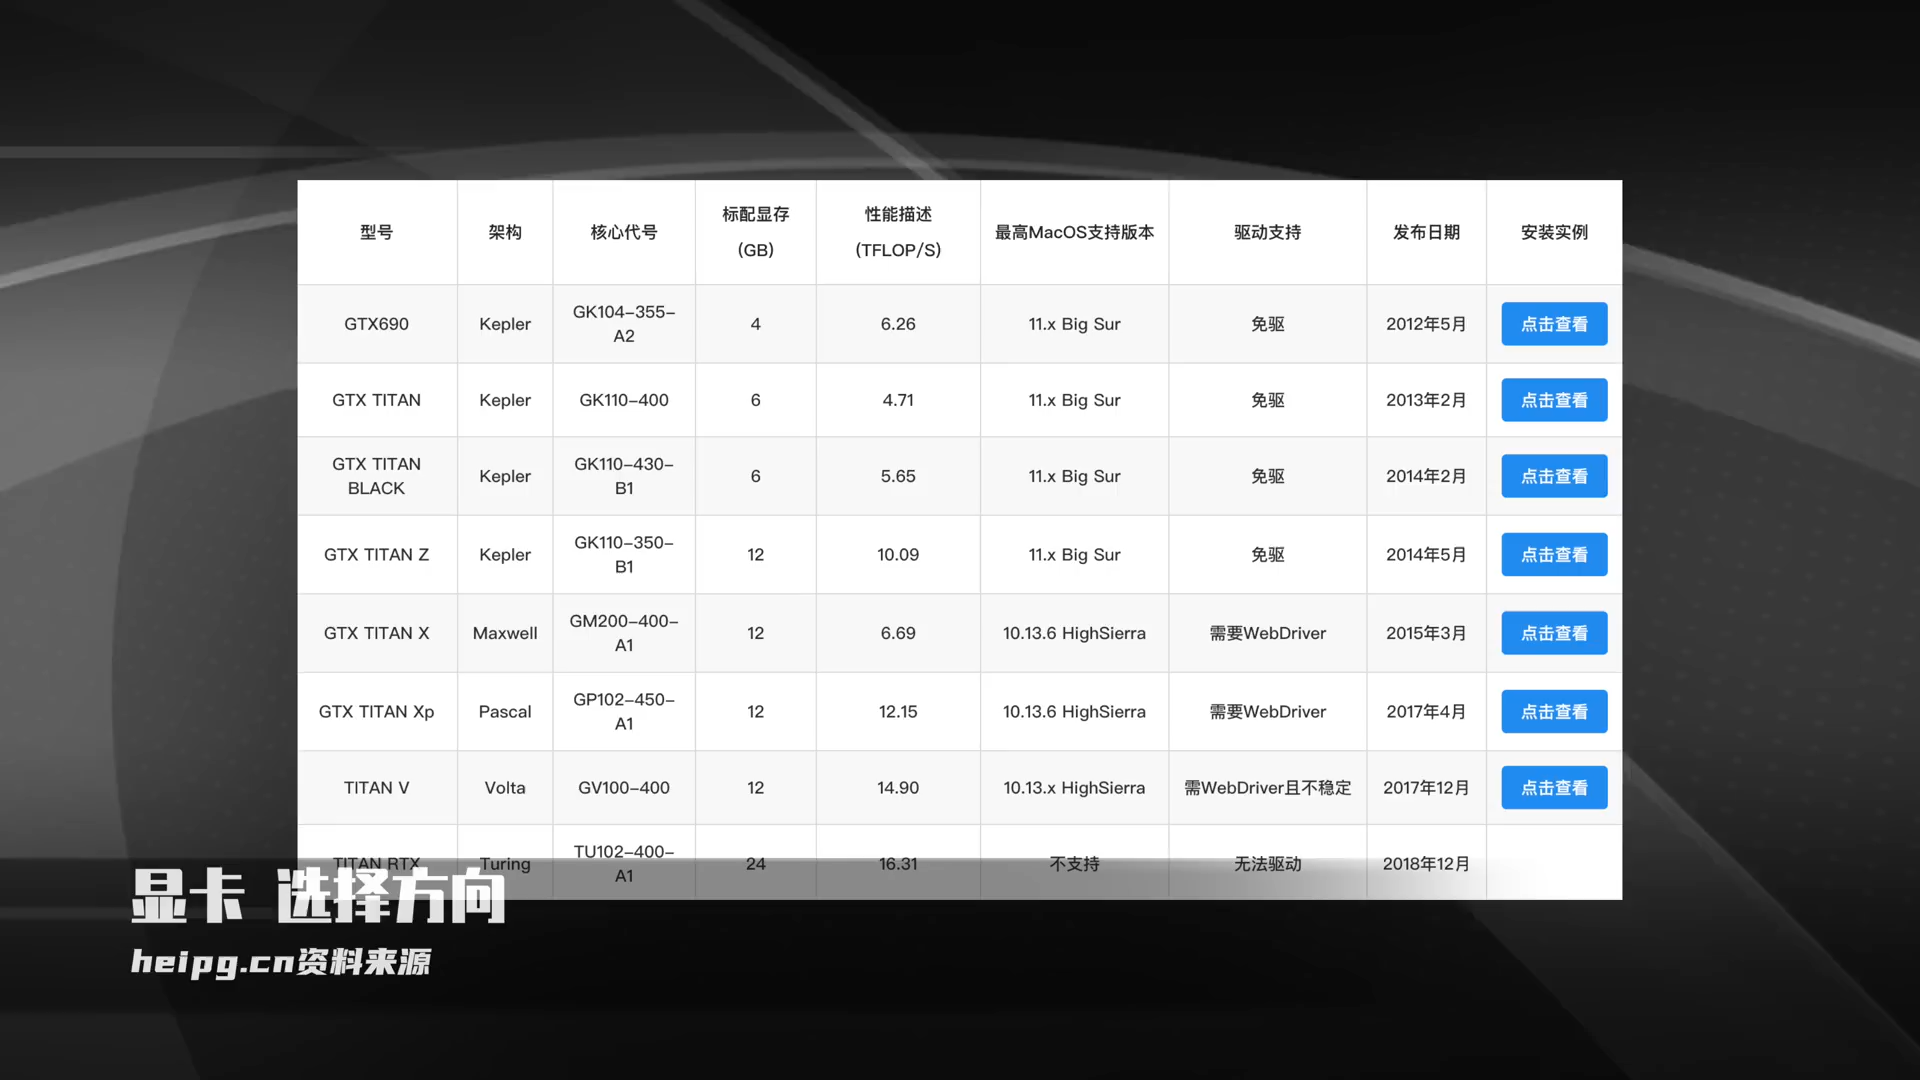 型号 架构 核心代号 标配显存 (GB) 性能描述 (TFLOP/S) 最高MacOS支持版本 驱动支持 发布日期 安装实例
GTX690 Kepler GK104-355-A2 4 6.26 11.x Big Sur 免驱 2012年5月 点击查看
GTX TITAN Kepler GK110-400 6 4.71 11.x Big Sur 免驱 2013年2月 点击查看
GTX TITAN BLACK Kepler GK110-430-B1 6 5.65 11.x Big Sur 免驱 2014年2月 点击查看
GTX TITAN Z Kepler GK110-350-B1 12 10.09 11.x Big Sur 免驱 2014年5月 点击查看
GTX TITAN X Maxwell GM200-400-A1 12 6.69 10.13.6 HighSierra 需要WebDriver 2015年3月 点击查看
GTX TITAN Xp Pascal GP102-450-A1 12 12.15 10.13.6 HighSierra 需要WebDriver 2017年4月 点击查看
TITAN V Volta GV100-400 12 14.90 10.13.x HighSierra 需WebDriver且不稳定 2017年12月 点击查看
TITAN RTX Turing TU102-400-A1 24 16.31 不支持 无法驱动 2018年12月
显卡 选择方向
heipg.cn资料来源